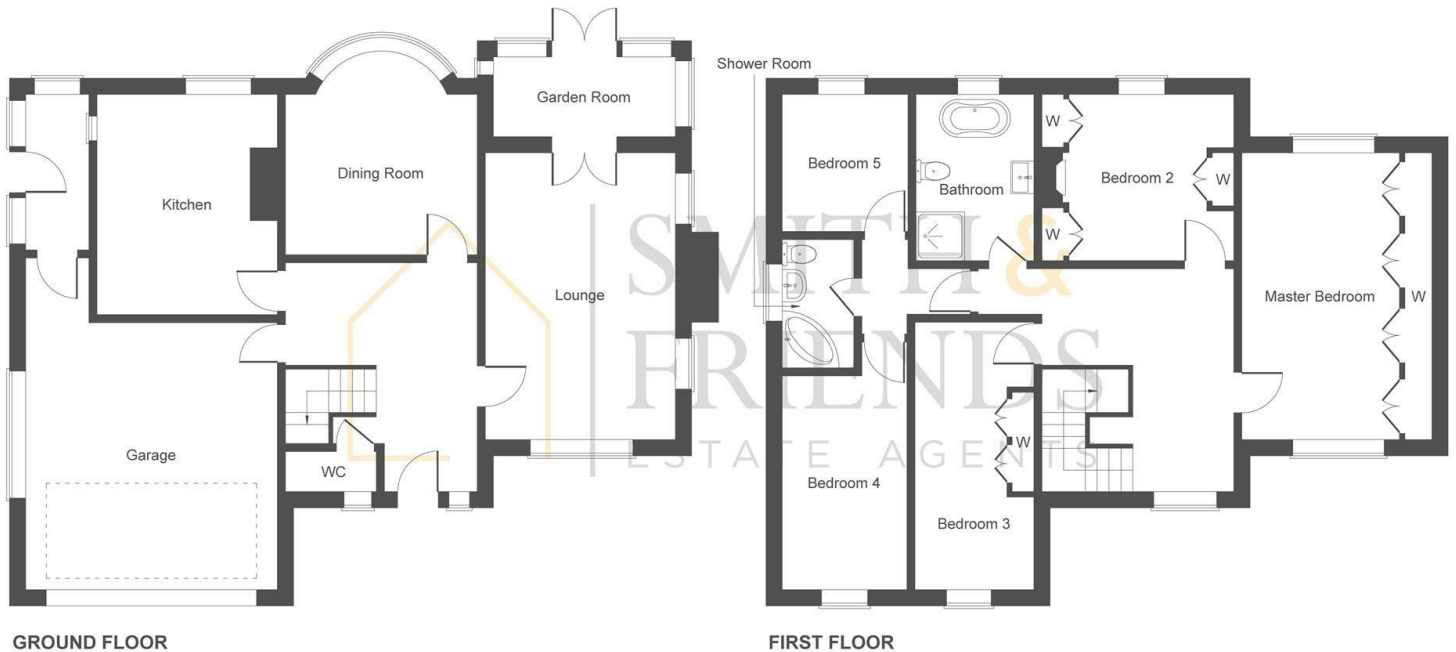 Garden Room
Dining Room
Kitchen
Lounge
Garage
WC
GROUND FLOOR
Shower Room
Bedroom 5
Bathroom
W
Bedroom 2
W
W
Master Bedroom
W
Bedroom 4
Bedroom 3
W
FIRST FLOOR
SMITH &
FRIENDS
ESTATE AGENTS